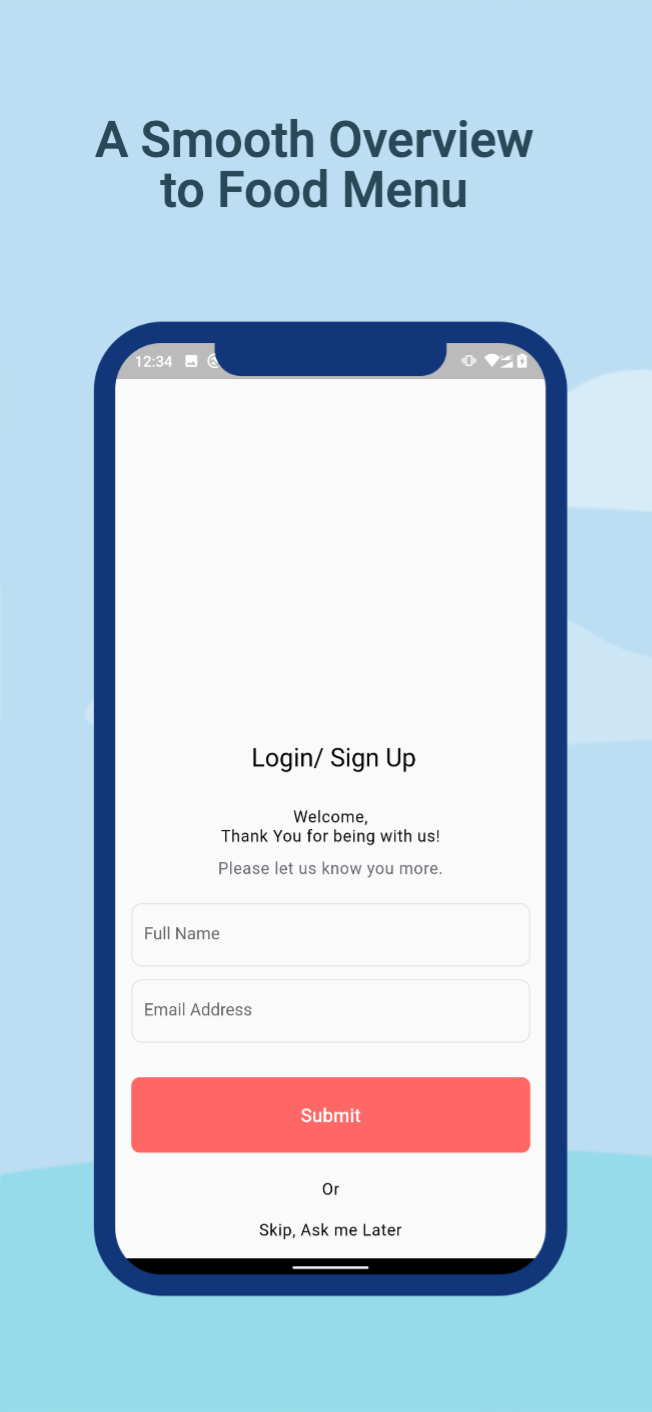 A Smooth Overview
to Food Menu
12:34
Login/ Sign Up
Welcome,
Thank You for being with us!
Please let us know you more.
Full Name
Email Address
Submit
Or
Skip, Ask me Later